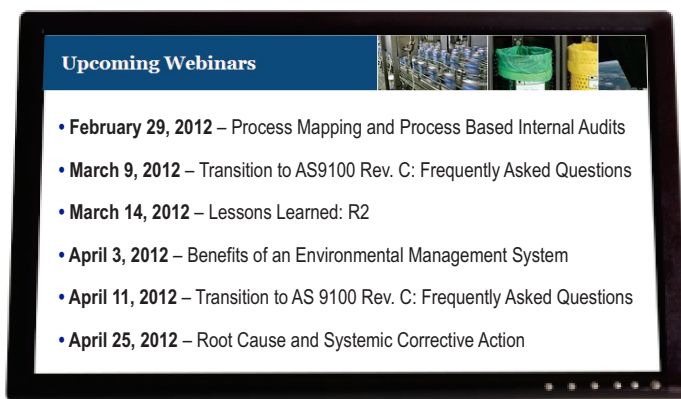 Upcoming Webinars
• February 29, 2012 – Process Mapping and Process Based Internal Audits
• March 9, 2012 – Transition to AS9100 Rev. C: Frequently Asked Questions
• March 14, 2012 – Lessons Learned: R2
• April 3, 2012 – Benefits of an Environmental Management System
• April 11, 2012 – Transition to AS 9100 Rev. C: Frequently Asked Questions
• April 25, 2012 – Root Cause and Systemic Corrective Action